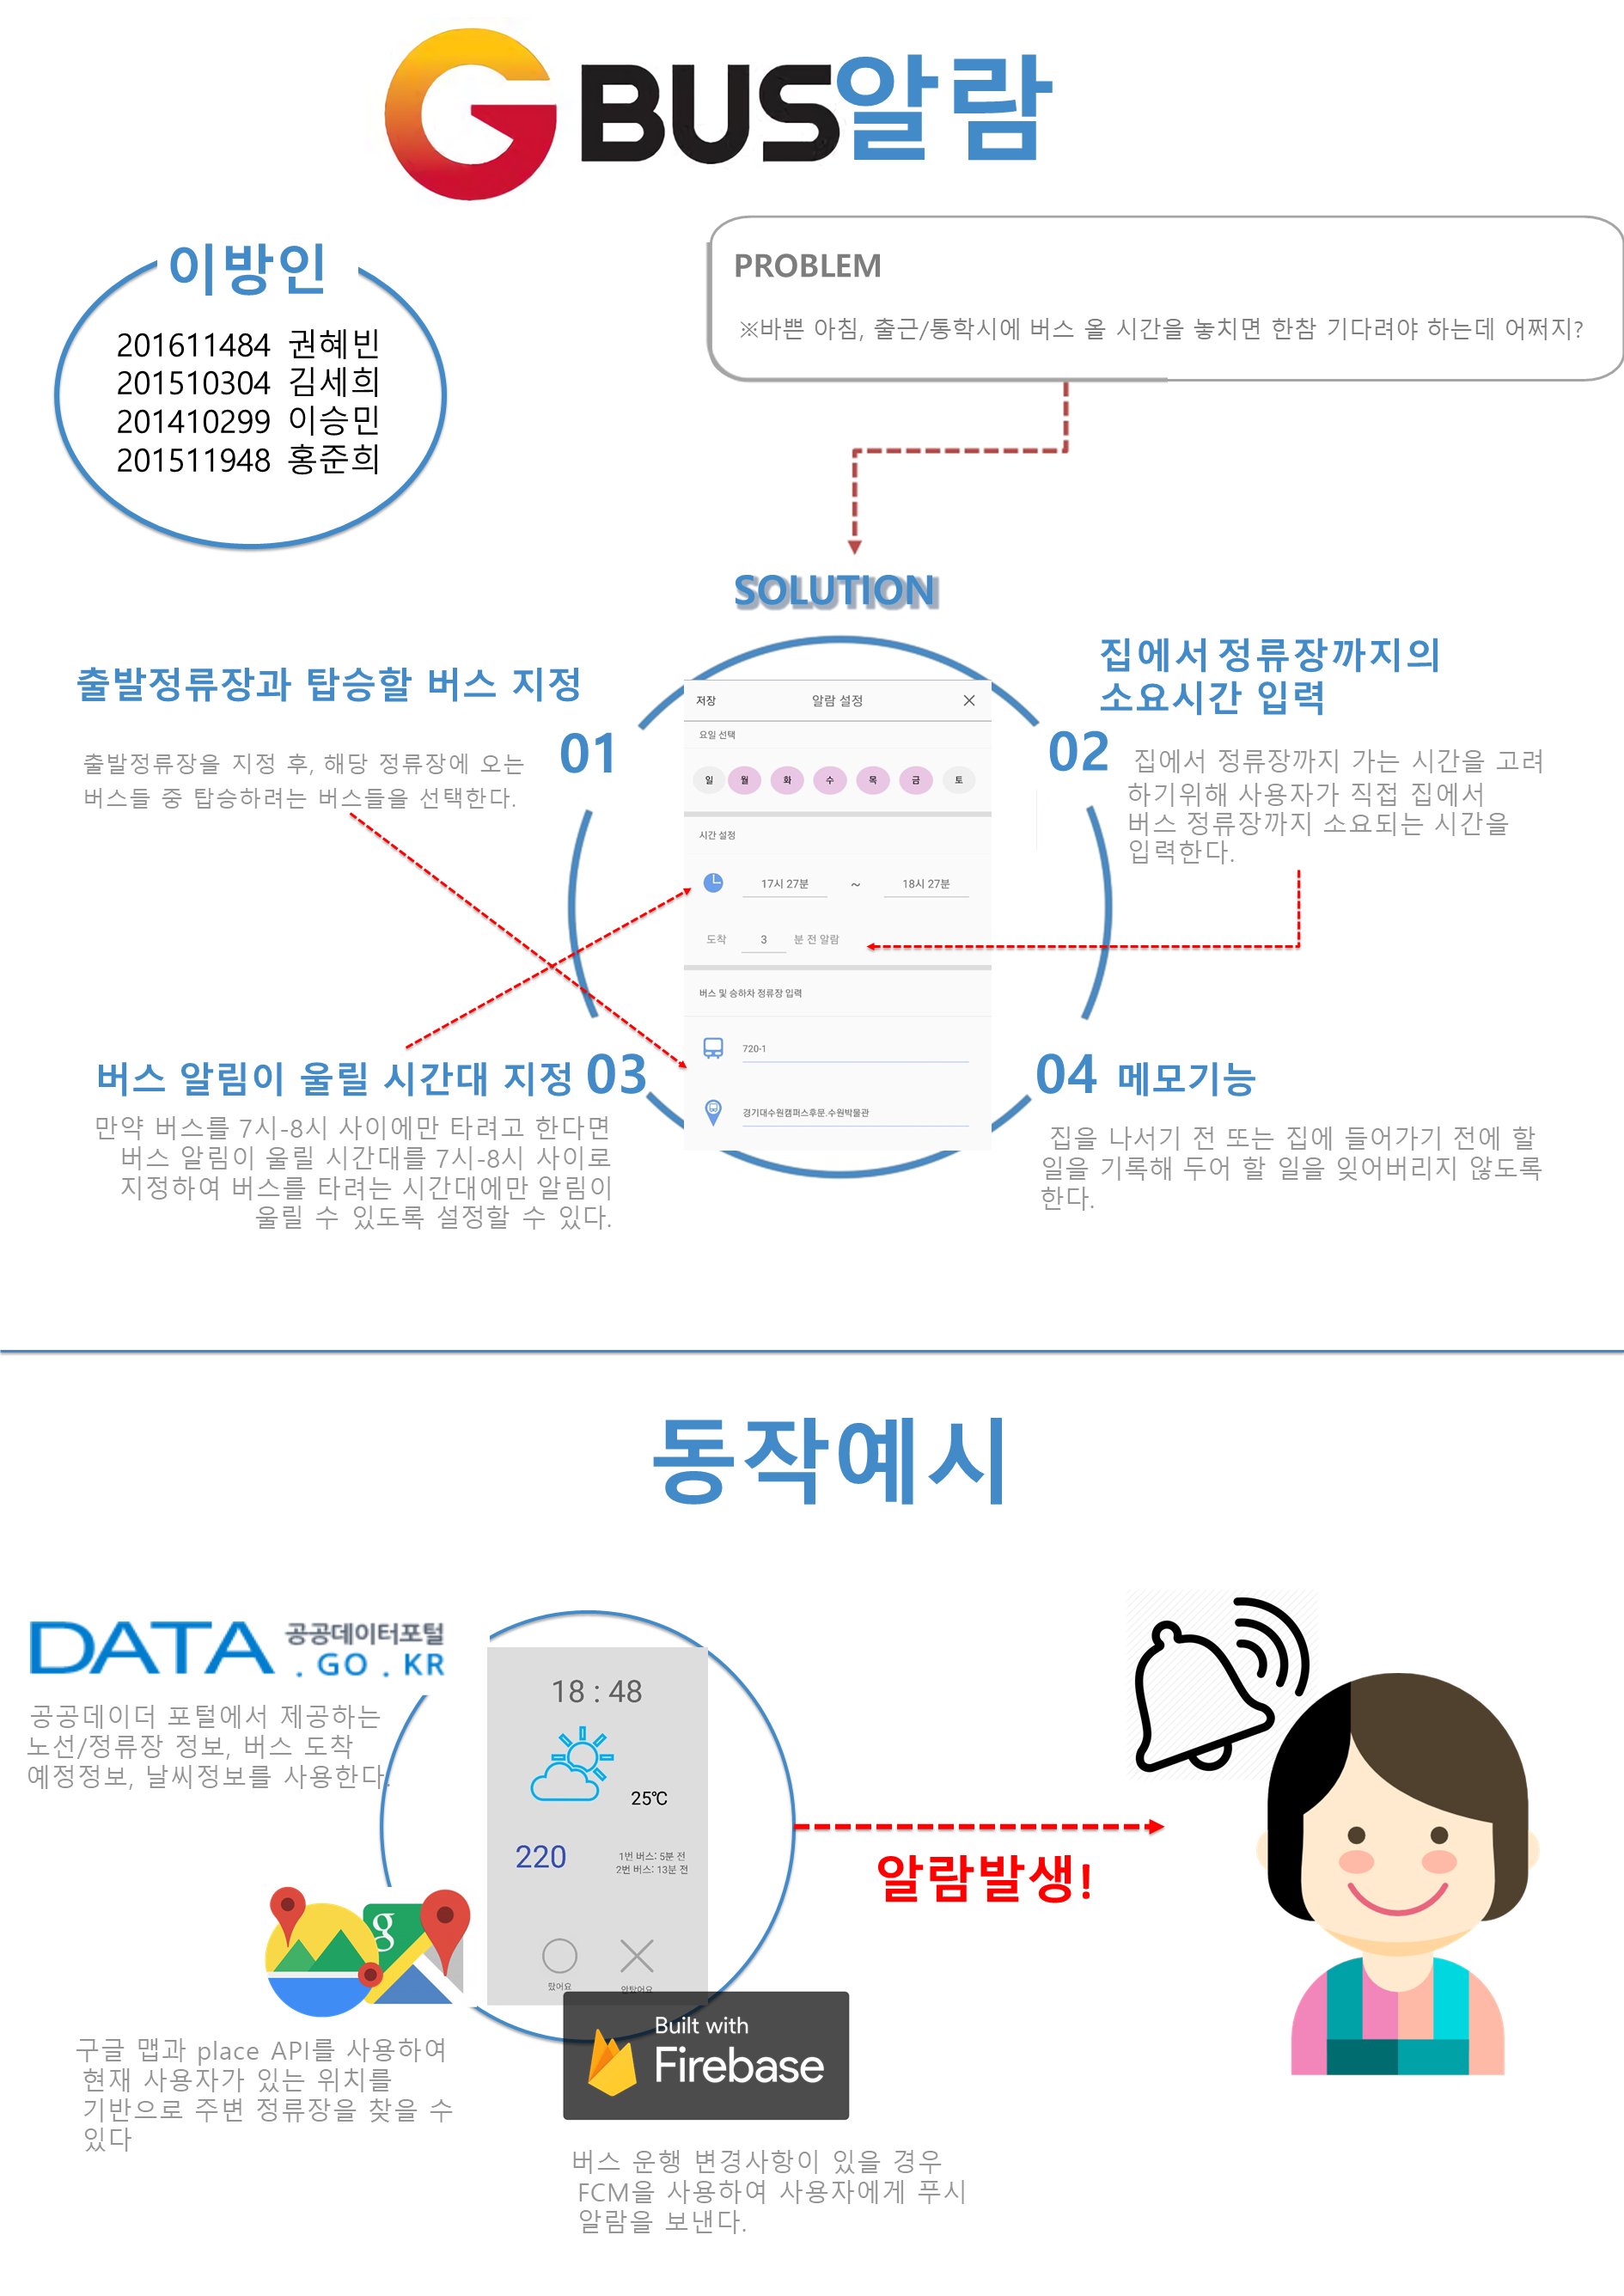 G BUS알람
이방인
201611484 권혜빈
201510304 김세희
201410299 이승민
201511948 홍준희
PROBLEM
※바쁜 아침, 출근/통학시에 버스 올 시간을 놓치면 한참 기다려야 하는데 어쩌지?
SOLUTION
출발정류장과 탑승할 버스 지정
01
출발정류장을 지정 후, 해당 정류장에 오는
버스들 중 탑승하려는 버스들을 선택한다.
집에서 정류장까지의
소요시간 입력
02
집에서 정류장까지 가는 시간을 고려
하기위해 사용자가 직접 집에서
버스 정류장까지 소요되는 시간을
입력한다.
저장 알람 설정
요일 선택
일 월 화 수 목 금 토
시간 설정
17시 27분 ~ 18시 27분
도착 3 분 전 알람
버스 및 승하차 정류장 입력
720-1
경기대수원캠퍼스후문.수원박물관
버스 알림이 울릴 시간대 지정 03
만약 버스를 7시-8시 사이에만 타려고 한다면
버스 알림이 울릴 시간대를 7시-8시 사이로
지정하여 버스를 타려는 시간대에만 알림이
울릴 수 있도록 설정할 수 있다.
04 메모기능
집을 나서기 전 또는 집에 들어가기 전에 할
일을 기록해 두어 할 일을 잊어버리지 않도록
한다.
동작예시
DATA 공공데이터포털
. GO . KR
공공데이더 포털에서 제공하는
노선/정류장 정보, 버스 도착
예정정보, 날씨정보를 사용한다.
18 : 48
25℃
220
1번 버스: 5분 전
2번 버스: 13분 전
탔어요 안탔어요
알람발생!
g
구글 맵과 place API를 사용하여
현재 사용자가 있는 위치를
기반으로 주변 정류장을 찾을 수
있다
Built with
Firebase
버스 운행 변경사항이 있을 경우
FCM을 사용하여 사용자에게 푸시
알람을 보낸다.